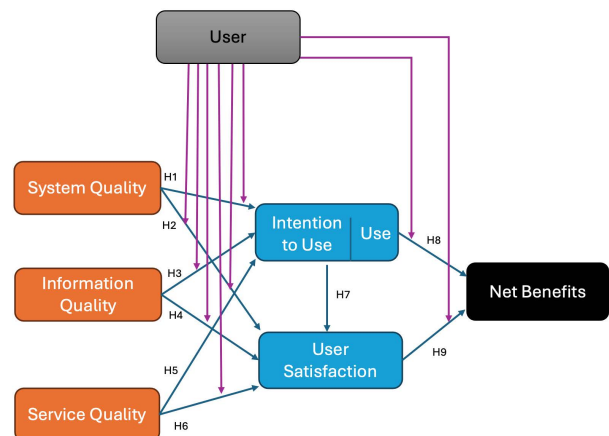 User
System Quality
H1
H2
Intention
to Use
Use
H8
H3
Information
Quality
H4
H7
Net Benefits
User
Satisfaction
H9
H5
Service Quality
H6